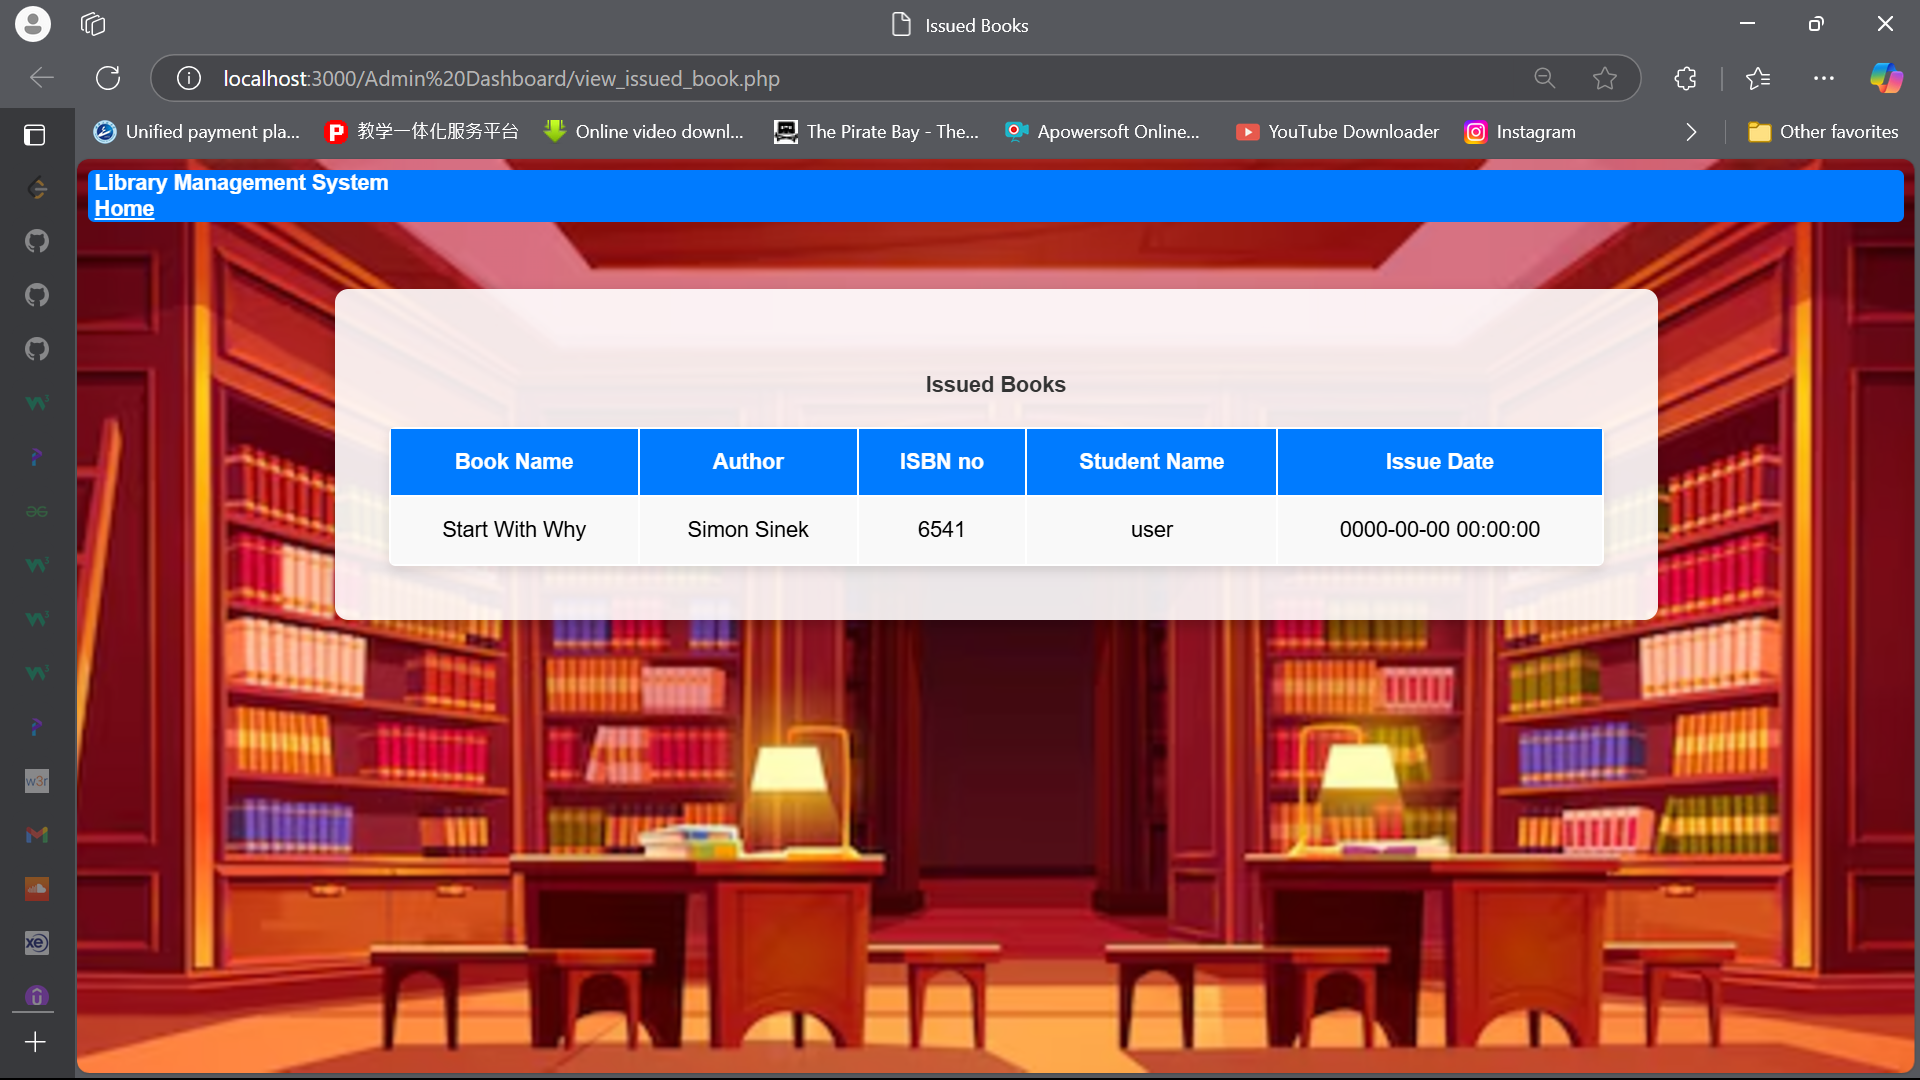 Issued Books
localhost:3000/Admin%20Dashboard/view_issued_book.php
Unified payment pla... 教学一体化服务平台 Online video downl... The Pirate Bay - The... Apowersoft Online... YouTube Downloader Instagram Other favorites
Library Management System
Home
Issued Books
Book Name Author ISBN no Student Name Issue Date
Start With Why Simon Sinek 6541 user 0000-00-00 00:00:00
w3r
xe